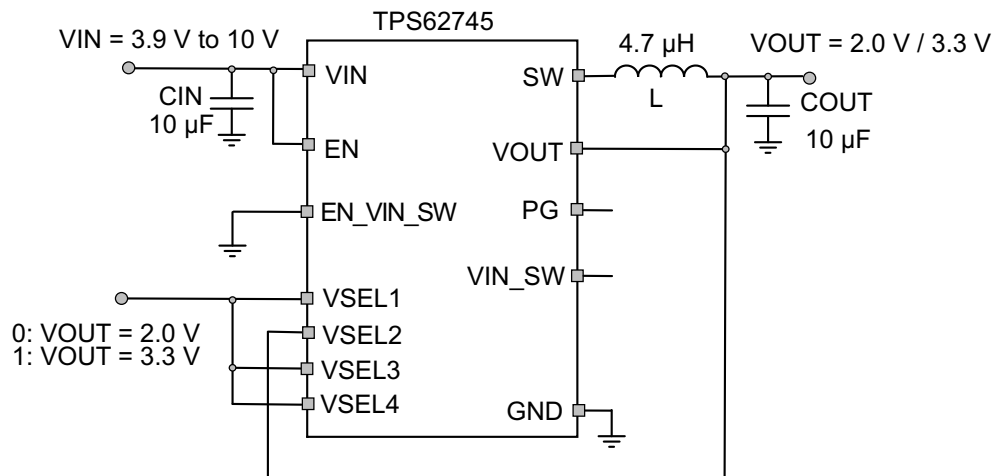 TPS62745
VIN = 3.9 V to 10 V
4.7 µH
VOUT = 2.0 V / 3.3 V
VIN
SW
CIN
L
COUT
10 µF
10 µF
EN
VOUT
EN_VIN_SW
PG
VIN_SW
VSEL1
0: VOUT = 2.0 V
VSEL2
1: VOUT = 3.3 V
VSEL3
VSEL4
GND